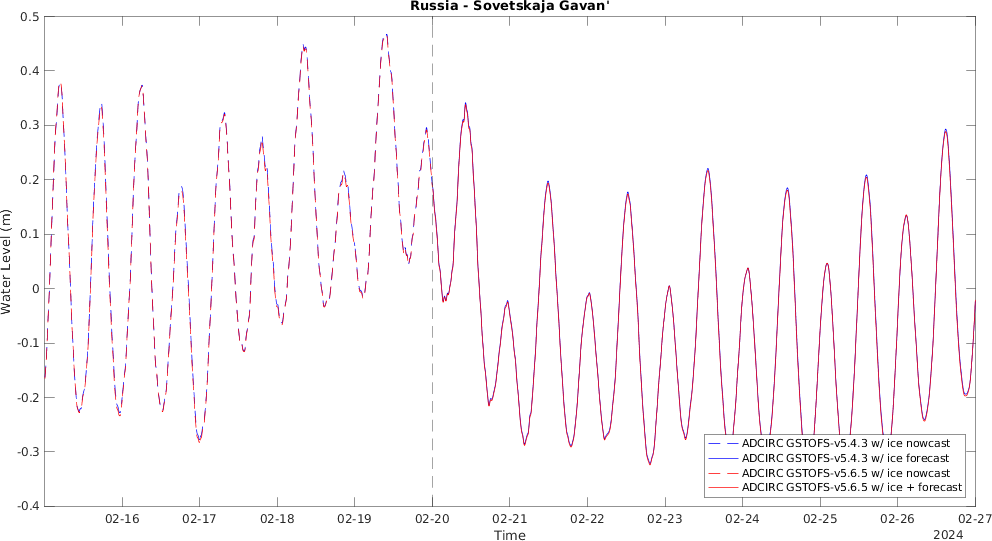 Russia - Sovetskaja Gavan'
0.5
0.4
0.3
0.2
0.1
0
-0.1
-0.2
-0.3
-0.4
Water Level (m)
ADCIRC GSTOFS-v5.4.3 w/ ice nowcast
ADCIRC GSTOFS-v5.4.3 w/ ice forecast
ADCIRC GSTOFS-v5.6.5 w/ ice nowcast
ADCIRC GSTOFS-v5.6.5 w/ ice + forecast
02-16 02-17 02-18 02-19 02-20 02-21 02-22 02-23 02-24 02-25 02-26 02-27
Time
2024